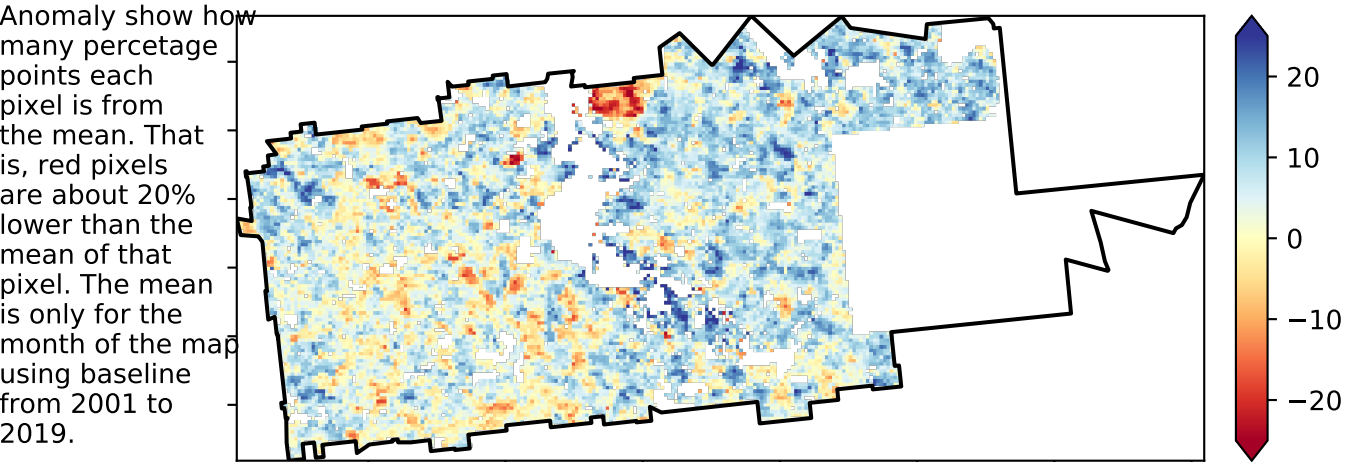 Anomaly show how
many percetage
points each
pixel is from
the mean. That
is, red pixels
are about 20%
lower than the
mean of that
pixel. The mean
is only for the
month of the map
using baseline
from 2001 to
2019.
20
10
0
−10
−20